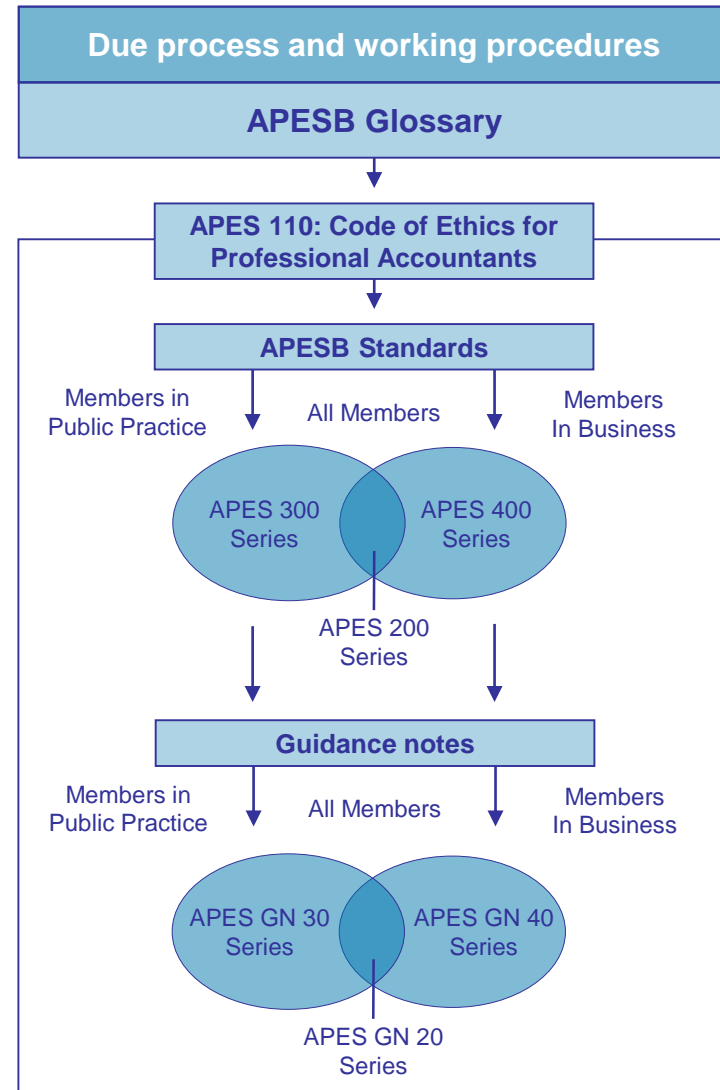 Due process and working procedures
APESB Glossary
APES 110: Code of Ethics for
Professional Accountants
APESB Standards
Members in
Public Practice
All Members
Members
In Business
APES 300
Series
APES 400
Series
APES 200
Series
Guidance notes
Members in
Public Practice
All Members
Members
In Business
APES GN 30
Series
APES GN 40
Series
APES GN 20
Series